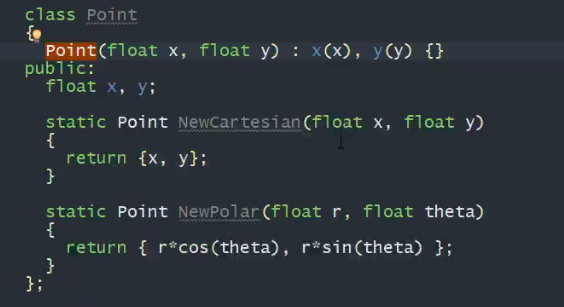 class Point
{
Point(float x, float y) : x(x), y(y) {}
public:
float x, y;
static Point NewCartesian(float x, float y)
{
return {x, y};
}
static Point NewPolar(float r, float theta)
{
return { r*cos(theta), r*sin(theta) };
}
};